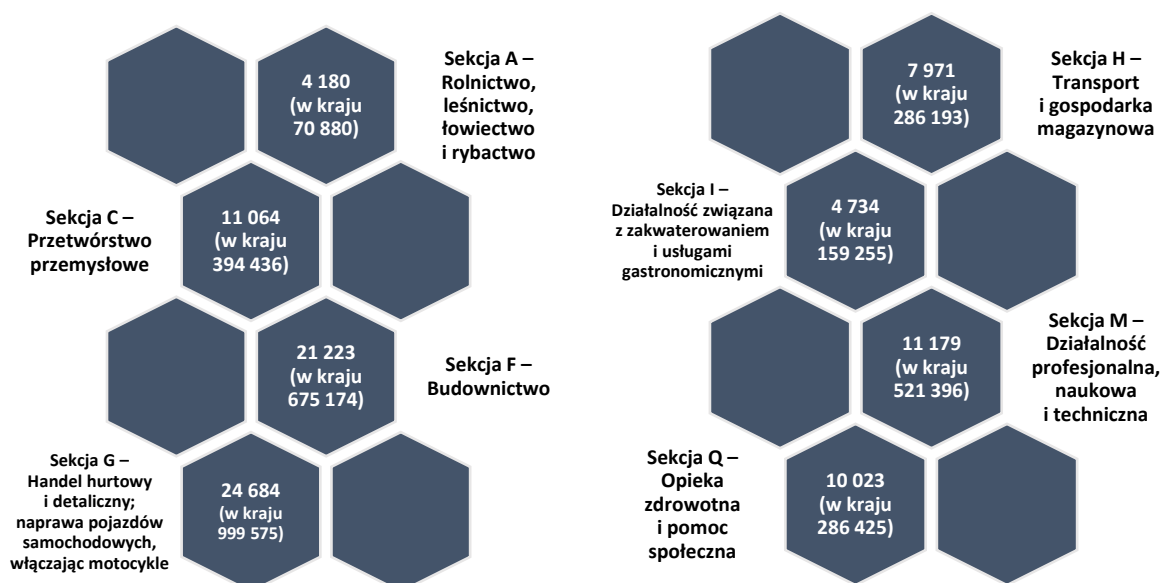 4 180
(w kraju
70 880)
Sekcja A –
Rolnictwo,
leśnictwo,
łowiectwo
i rybactwo
Sekcja C –
Przetwórstwo
przemysłowe
11 064
(w kraju
394 436)
21 223
(w kraju
675 174)
Sekcja F –
Budownictwo
Sekcja G –
Handel hurtowy
i detaliczny;
naprawa pojazdów
samochodowych,
włączając motocykle
24 684
(w kraju
999 575)
7 971
(w kraju
286 193)
Sekcja H –
Transport
i gospodarka
magazynowa
Sekcja I –
Działalność związana
z zakwaterowaniem
i usługami
gastronomicznymi
4 734
(w kraju
159 255)
11 179
(w kraju
521 396)
Sekcja M –
Działalność
profesjonalna,
naukowa
i techniczna
Sekcja Q –
Opieka
zdrowotna
i pomoc
społeczna
10 023
(w kraju
286 425)